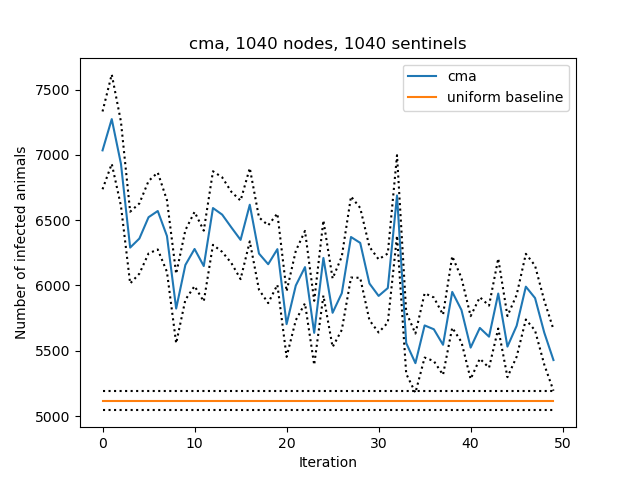 cma, 1040 nodes, 1040 sentinels
cma
uniform baseline
7500
7000
6500
6000
5500
5000
Number of infected animals
0 10 20 30 40 50
Iteration